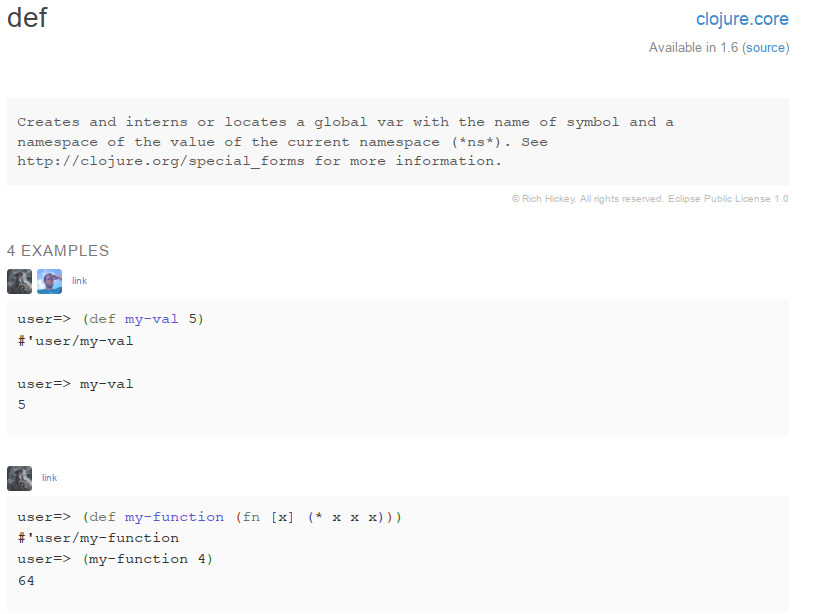 def
clojure.core
Available in 1.6 (source)
Creates and interns or locates a global var with the name of symbol and a
namespace of the value of the current namespace (*ns*). See
http://clojure.org/special_forms for more information.
© Rich Hickey. All rights reserved. Eclipse Public License 1.0
4 EXAMPLES
link
user=> (def my-val 5)
#'user/my-val
user=> my-val
5
link
user=> (def my-function (fn [x] (* x x x)))
#'user/my-function
user=> (my-function 4)
64